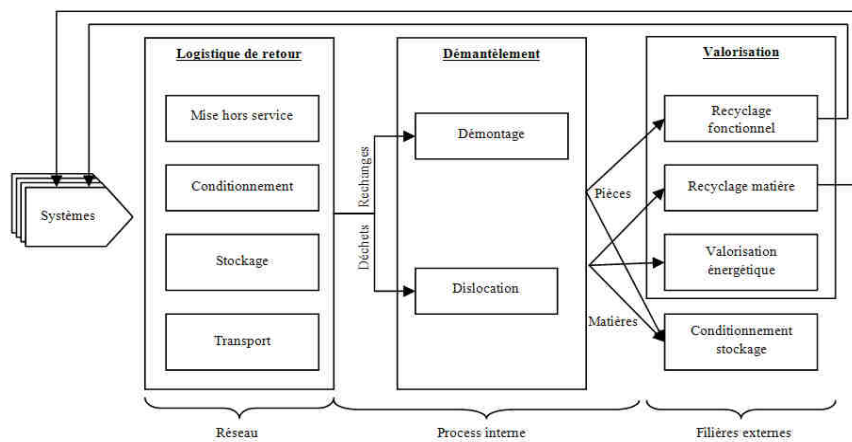 Logistique de retour
Démantèlement
Valorisation
Mise hors service
Conditionnement
Stockage
Transport
Systèmes
Rechanges
Déchets
Démontage
Dislocation
Pièces
Matières
Recyclage
fonctionnel
Recyclage matière
Valorisation
énergétique
Conditionnement
stockage
Réseau
Process interne
Filières externes